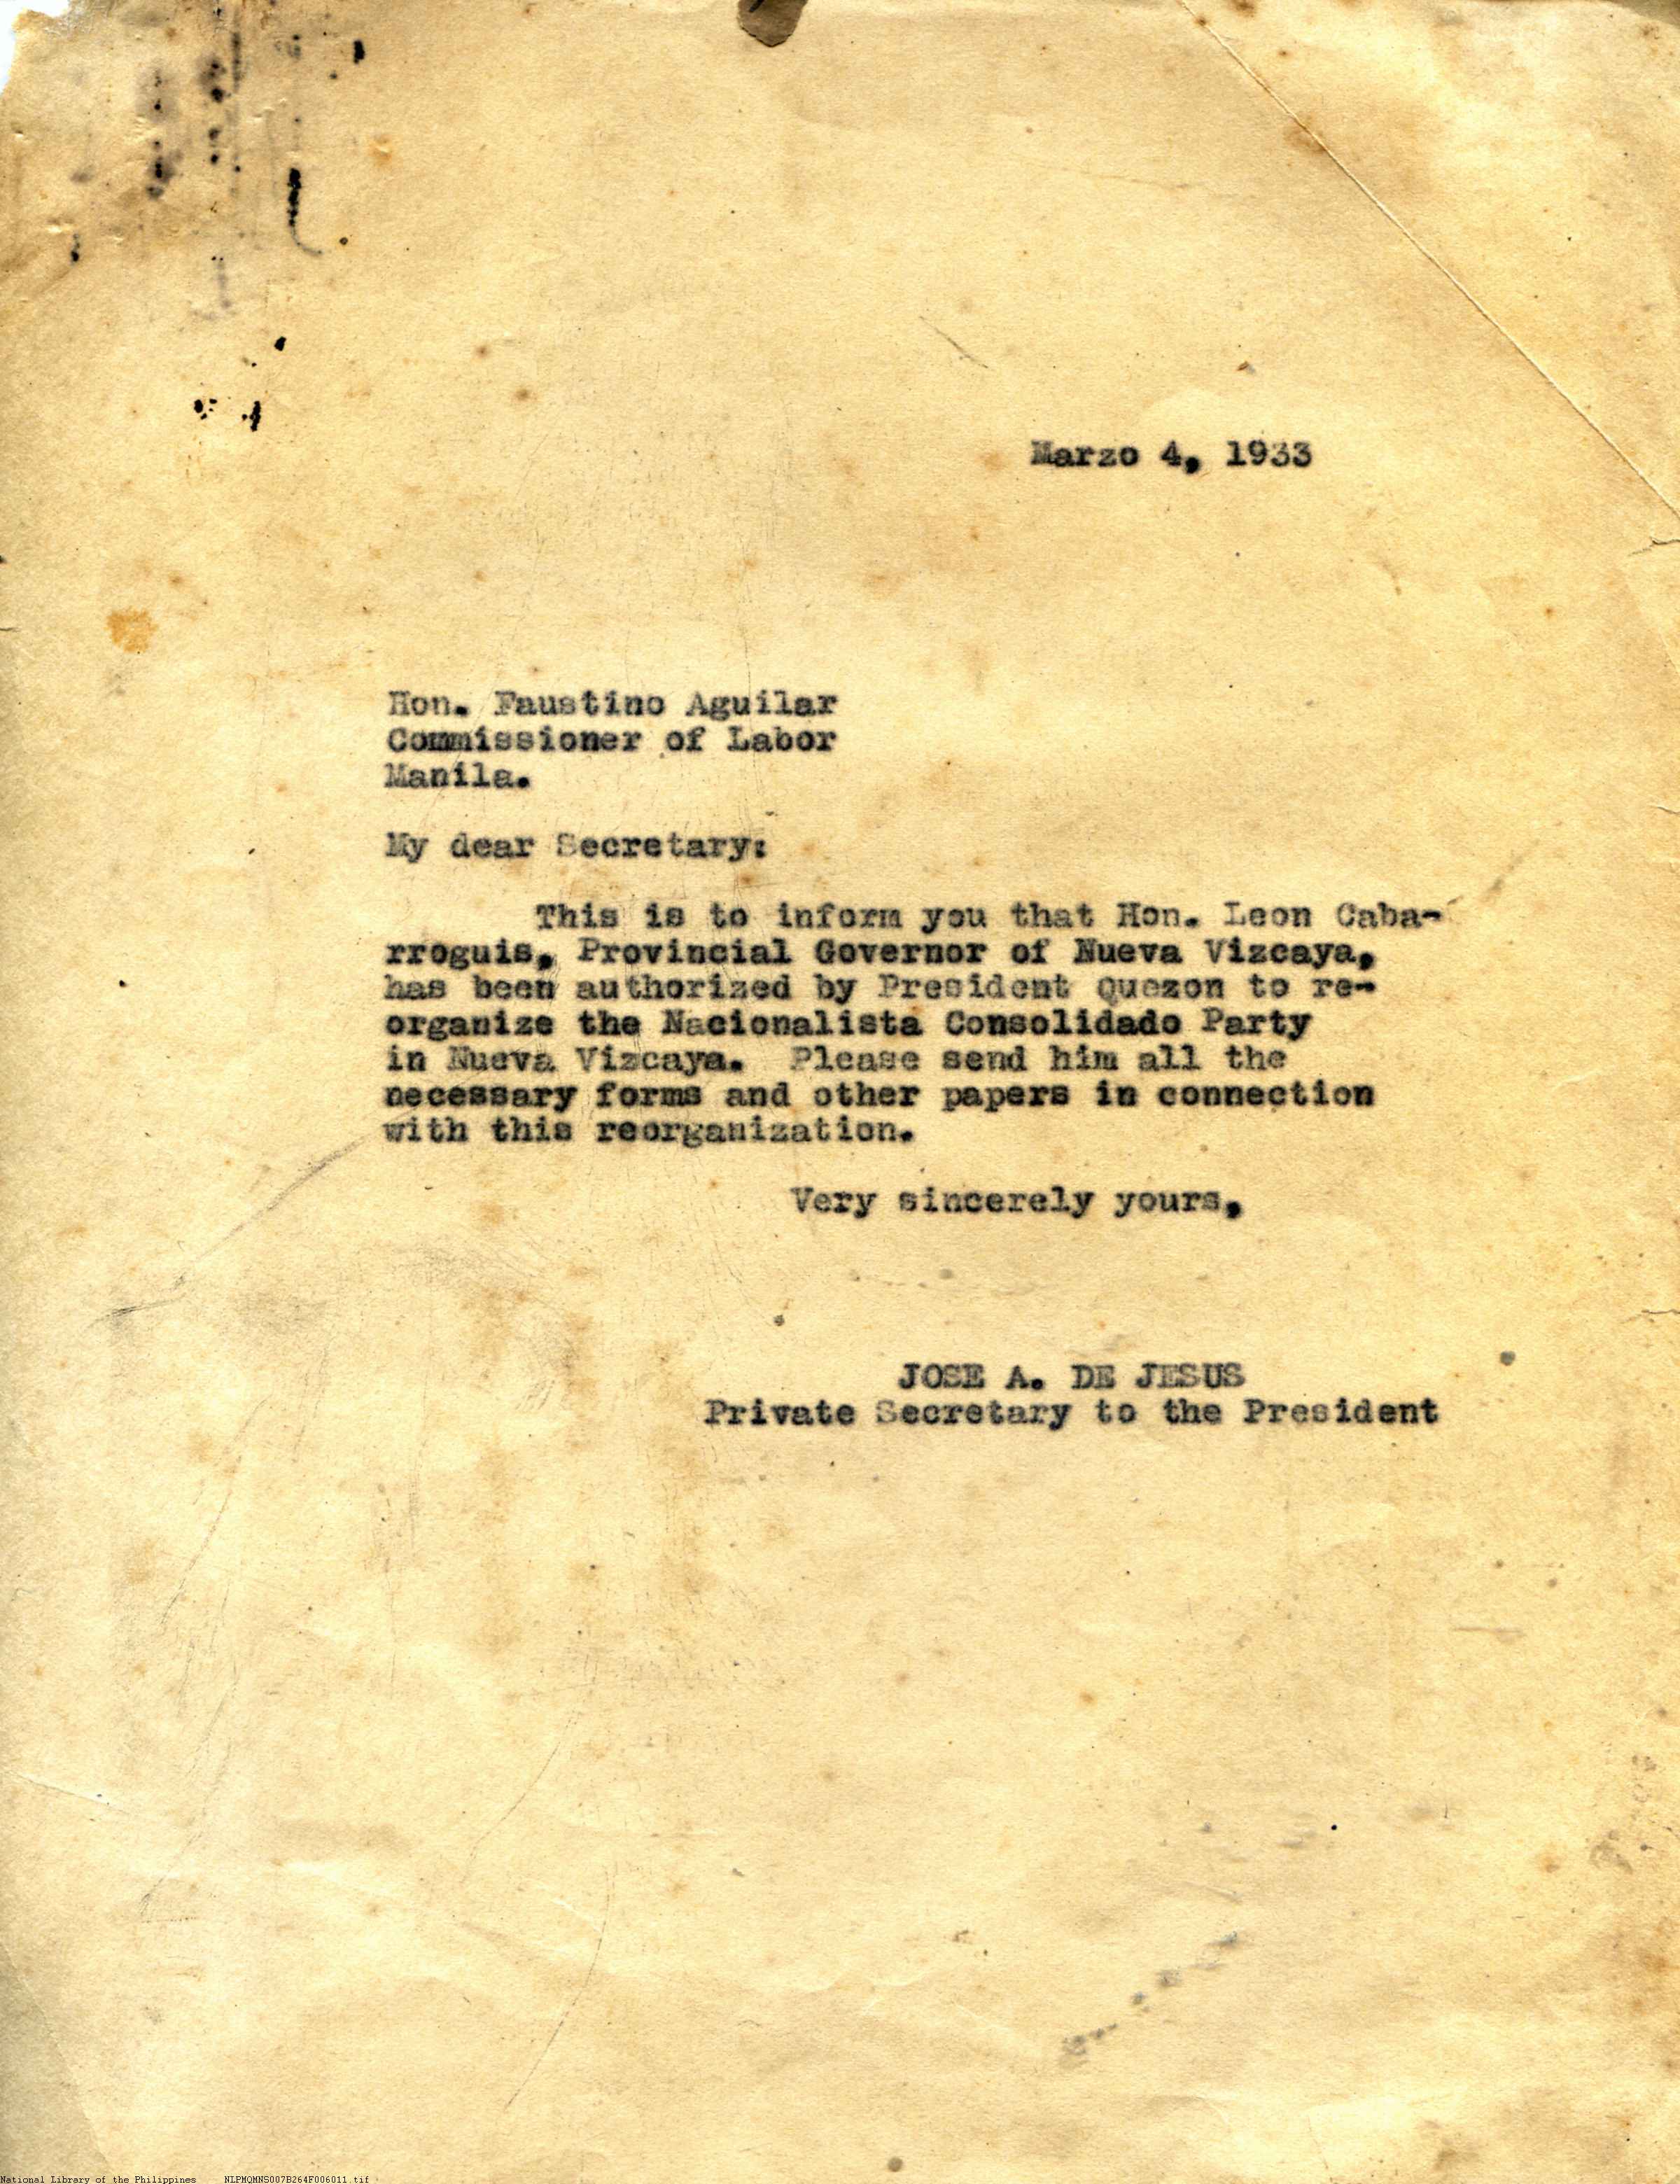 Marzo 4, 1933
Hon. Faustino Aguilar
Commissioner of Labor
Manila.
My dear Secretary:
This is to inform you that Hon. Leon Caba-
rroguis, Provincial Governor of Nueva Vizcaya,
has been authorized by President Quezon to re-
organize the Nacionalista Consolidado Party
in Nueva Vizcaya. Please send him all the
necessary forms and other papers in connection
with this reorganization.
Very sincerely yours,
JOSE A. DE JESUS
Private Secretary to the President
National Library of the Philippines NLPMQMNS007B264F006011.tif